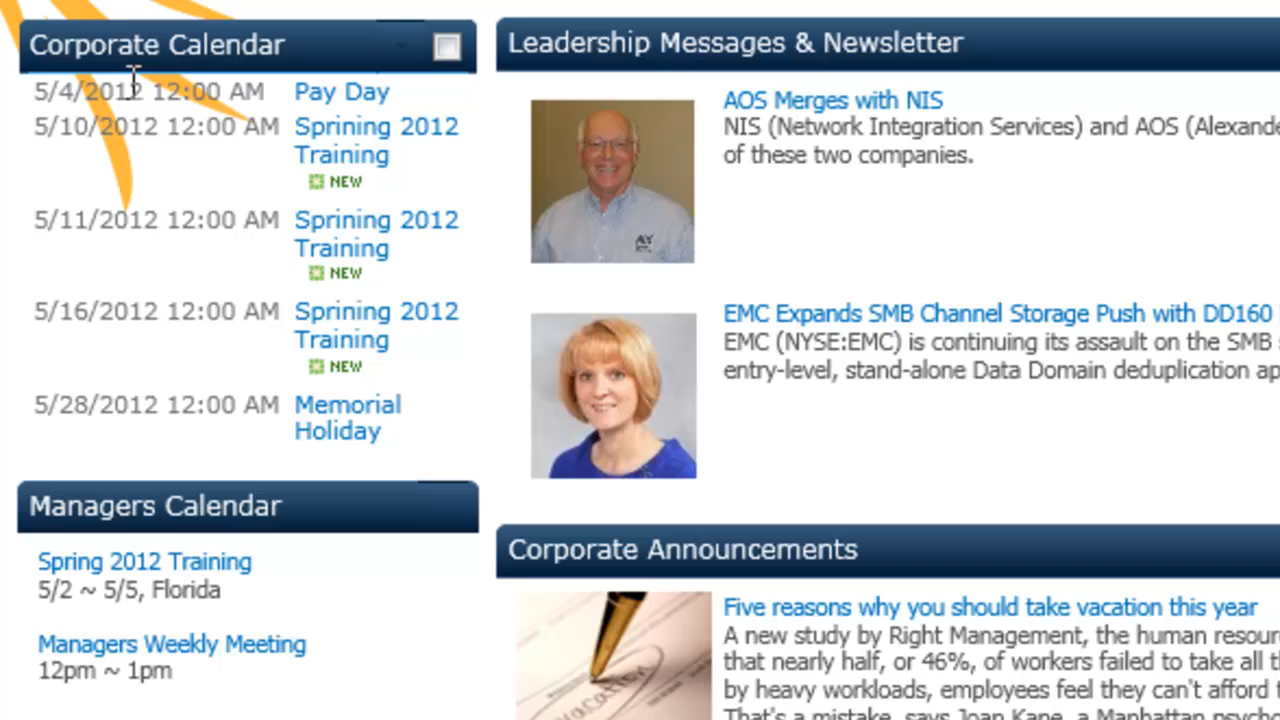 Corporate Calendar
5/4/2012 12:00 AM Pay Day
5/10/2012 12:00 AM Sprining 2012
Training
NEW
5/11/2012 12:00 AM Sprining 2012
Training
NEW
5/16/2012 12:00 AM Sprining 2012
Training
NEW
5/28/2012 12:00 AM Memorial
Holiday
Managers Calendar
Spring 2012 Training
5/2 ~ 5/5, Florida
Managers Weekly Meeting
12pm ~ 1pm
Leadership Messages & Newsletter
AOS Merges with NIS
NIS (Network Integration Services) and AOS (Alexande
of these two companies.
EMC Expands SMB Channel Storage Push with DD160
EMC (NYSE:EMC) is continuing its assault on the SMB
entry-level, stand-alone Data Domain deduplication ap
Corporate Announcements
Five reasons why you should take vacation this year
A new study by Right Management, the human resour
that nearly half, or 46%, of workers failed to take all t
by heavy workloads, employees feel they can't afford t
That's a mistake, says Joan Kane, a Manhattan psycho